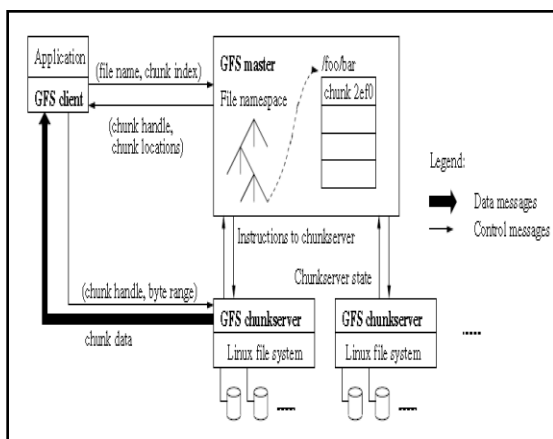 Application
GFS client
(file name, chunk index)
(chunk handle,
chunk locations)
GFS master
File namespace
/foo/bar
chunk 2ef0
Legend:
Data messages
Control messages
Instructions to chunkserver
Chunkserver state
(chunk handle, byte range)
chunk data
GFS chunkserver
Linux file system
GFS chunkserver
Linux file system